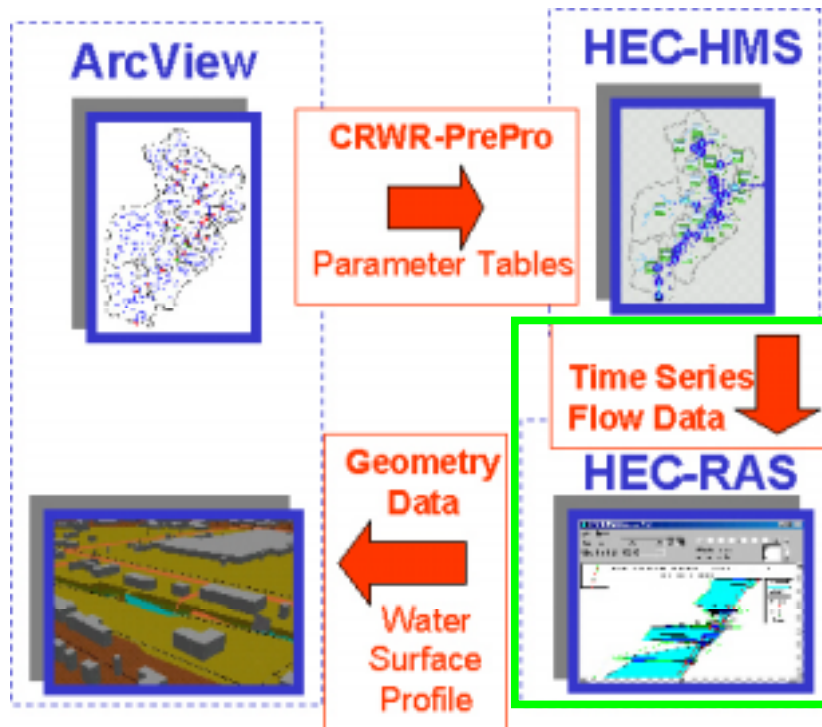 ArcView
HEC-HMS
CRWR-PrePro
Parameter Tables
Time Series
Flow Data
Geometry
Data
HEC-RAS
Water
Surface
Profile